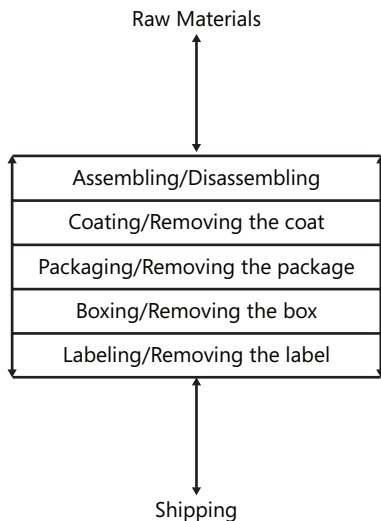 Raw Materials
Assembling/Disassembling
Coating/Removing the coat
Packaging/Removing the package
Boxing/Removing the box
Labeling/Removing the label
Shipping